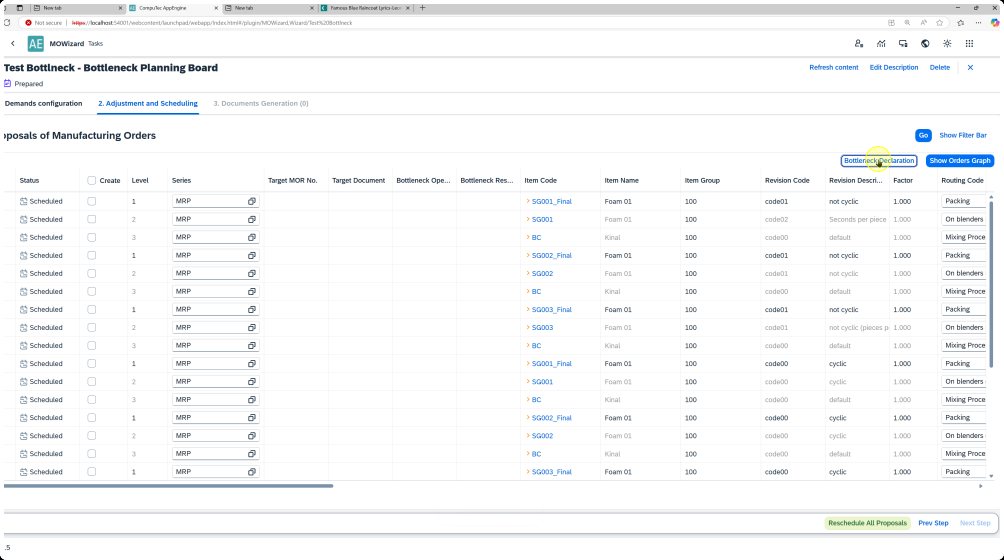 New tab CompuTec AppEngine New tab Famous Blue Raincoat Lyrics
Not secure https://localhost:54001/webcontent/launchpad/webapp/index.html#/plugin/MOWizard.Wizard/Test%20Bottlneck
AE MOWizard Tasks
Test Bottlneck - Bottleneck Planning Board Refresh content Edit Description Delete
Prepared
Demands configuration 2. Adjustment and Scheduling 3. Documents Generation (0)
oposals of Manufacturing Orders Go Show Filter Bar
Bottleneck Declaration Show Orders Graph
Status Create Level Series Target MOR No. Target Document Bottleneck Ope... Bottleneck Res... Item Code Item Name Item Group Revision Code Revision Descri... Factor Routing Code
Scheduled 1 MRP SG001_Final Foam 01 100 code01 not cyclic 1.000 Packing
Scheduled 2 MRP SG001 Foam 01 100 code02 Seconds per piece 1.000 On blenders
Scheduled 3 MRP BC Kinal 100 code00 default 1.000 Mixing Proce
Scheduled 1 MRP SG002_Final Foam 01 100 code01 not cyclic 1.000 Packing
Scheduled 2 MRP SG002 Foam 01 100 code01 not cyclic 1.000 On blenders
Scheduled 3 MRP BC Kinal 100 code00 default 1.000 Mixing Proce
Scheduled 1 MRP SG003_Final Foam 01 100 code01 not cyclic 1.000 Packing
Scheduled 2 MRP SG003 Foam 01 100 code01 not cyclic (pieces p 1.000 On blenders
Scheduled 3 MRP BC Kinal 100 code00 default 1.000 Mixing Proce
Scheduled 1 MRP SG001_Final Foam 01 100 code00 cyclic 1.000 Packing
Scheduled 2 MRP SG001 Foam 01 100 code00 cyclic 1.000 On blenders
Scheduled 3 MRP BC Kinal 100 code00 default 1.000 Mixing Proce
Scheduled 1 MRP SG002_Final Foam 01 100 code00 cyclic 1.000 Packing
Scheduled 2 MRP SG002 Foam 01 100 code00 cyclic 1.000 On blenders
Scheduled 3 MRP BC Kinal 100 code00 default 1.000 Mixing Proce
Scheduled 1 MRP SG003_Final Foam 01 100 code00 cyclic 1.000 Packing
Reschedule All Proposals Prev Step Next Step
.5